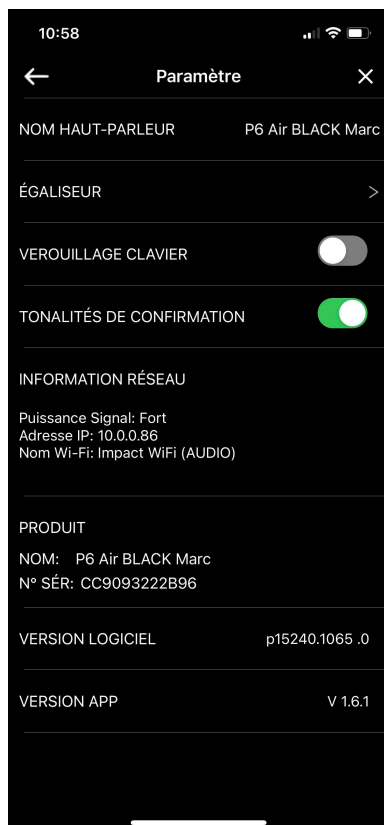 10:58
Paramètre
NOM HAUT-PARLEUR P6 Air BLACK Marc
ÉGALISEUR
VEROUILLAGE CLAVIER
TONALITÉS DE CONFIRMATION
INFORMATION RÉSEAU
Puissance Signal: Fort
Adresse IP: 10.0.0.86
Nom Wi-Fi: Impact WiFi (AUDIO)
PRODUIT
NOM: P6 Air BLACK Marc
N° SÉR: CC9093222B96
VERSION LOGICIEL p15240.1065 .0
VERSION APP V 1.6.1